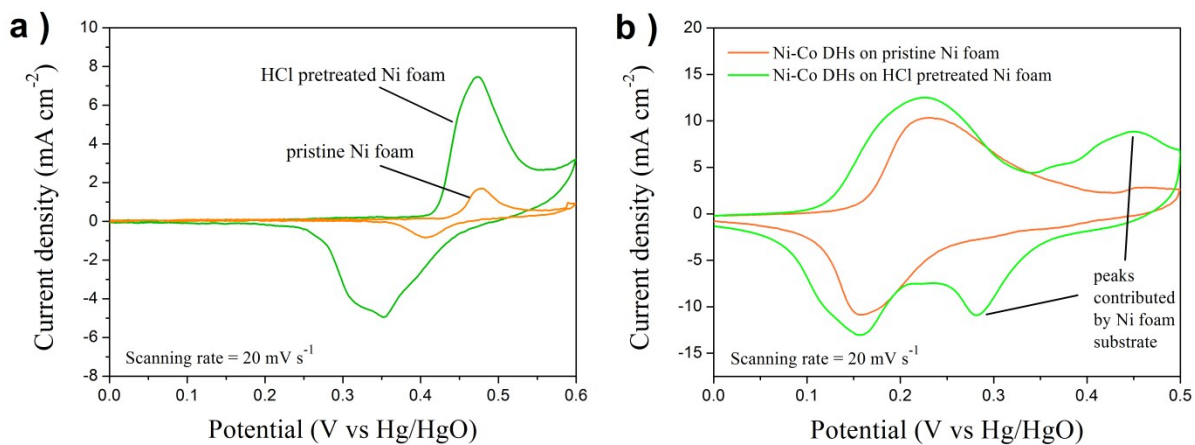 a )
Current density (mA cm-2)
10
8
6
4
2
0
-2
-4
-6
-8
HCl pretreated Ni foam
pristine Ni foam
Scanning rate = 20 mV s-1
0.0 0.1 0.2 0.3 0.4 0.5 0.6
Potential (V vs Hg/HgO)
b )
Current density (mA cm-2)
20
15
10
5
0
-5
-10
-15
Ni-Co DHs on pristine Ni foam
Ni-Co DHs on HCl pretreated Ni foam
peaks
contributed
by Ni foam
substrate
Scanning rate = 20 mV s-1
0.0 0.1 0.2 0.3 0.4 0.5
Potential (V vs Hg/HgO)